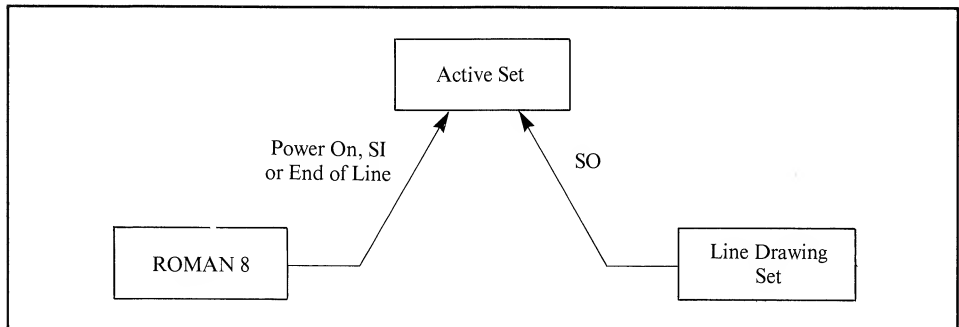 Active Set
Power On, SI
or End of Line
SO
ROMAN 8
Line Drawing
Set